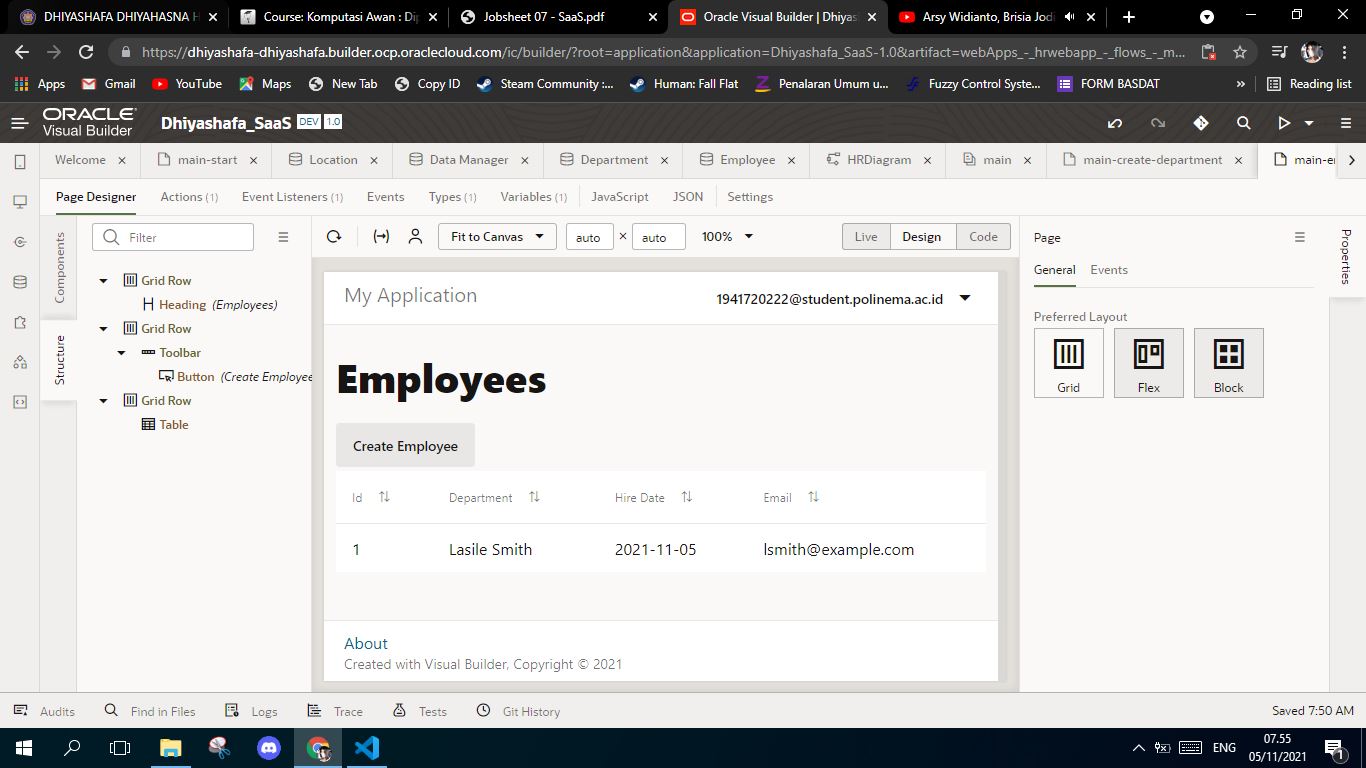 DHIYASHAFA DHIYAHASNA H
Course: Komputasi Awan : Dip
Jobsheet 07 - SaaS.pdf
Oracle Visual Builder | Dhiyas
Arsy Widianto, Brisia Jodi
https://dhiyashafa-dhiyashafa.builder.ocp.oraclecloud.com/ic/builder/?root=application&application=Dhiyashafa_SaaS-1.0&artifact=webApps_-_hrwebapp_-_flows_-_m...
Apps Gmail YouTube Maps New Tab Copy ID Steam Community :... Human: Fall Flat Penalaran Umum u... Fuzzy Control Syste... FORM BASDAT » Reading list
ORACLE
Visual Builder
Dhiyashafa_SaaS DEV 1.0
Welcome main-start Location Data Manager Department Employee HRDiagram main main-create-department main-e
Page Designer Actions (1) Event Listeners (1) Events Types (1) Variables (1) JavaScript JSON Settings
Components
Structure
Filter
Grid Row
Heading (Employees)
Grid Row
Toolbar
Button (Create Employee
Grid Row
Table
Fit to Canvas auto × auto 100% Live Design Code
My Application
1941720222@student.polinema.ac.id
Employees
Create Employee
Id Department Hire Date Email
1 Lasile Smith 2021-11-05 lsmith@example.com
About
Created with Visual Builder, Copyright © 2021
Page
General Events
Preferred Layout
Grid Flex Block
Properties
Audits Find in Files Logs Trace Tests Git History
Saved 7:50 AM
ENG
07.55
05/11/2021
1